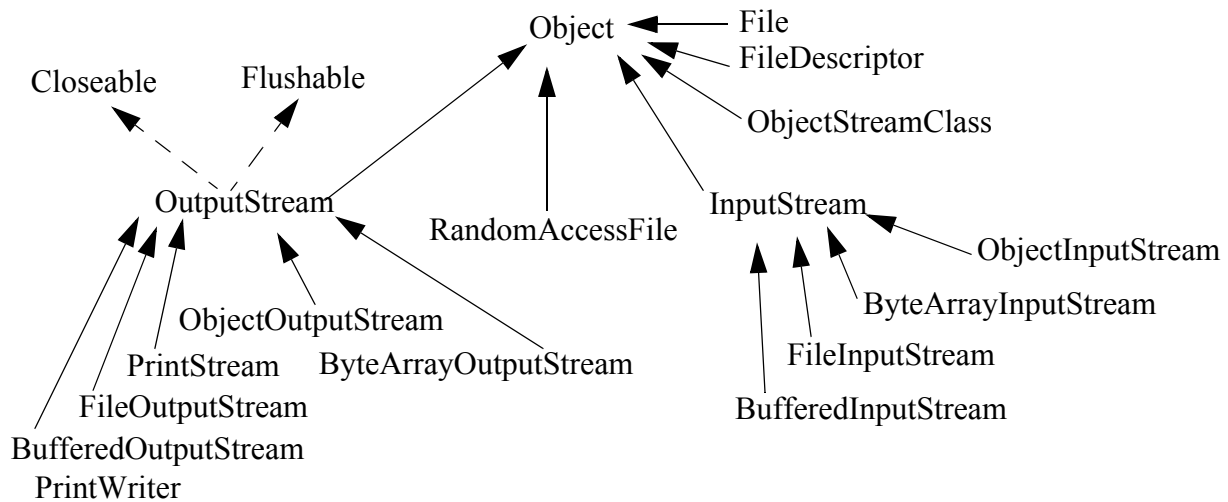 Object
File
FileDescriptor
Closeable
Flushable
ObjectStreamClass
OutputStream
InputStream
RandomAccessFile
ObjectInputStream
ByteArrayInputStream
ObjectOutputStream
FileInputStream
PrintStream
ByteArrayOutputStream
FileOutputStream
BufferedInputStream
BufferedOutputStream
PrintWriter